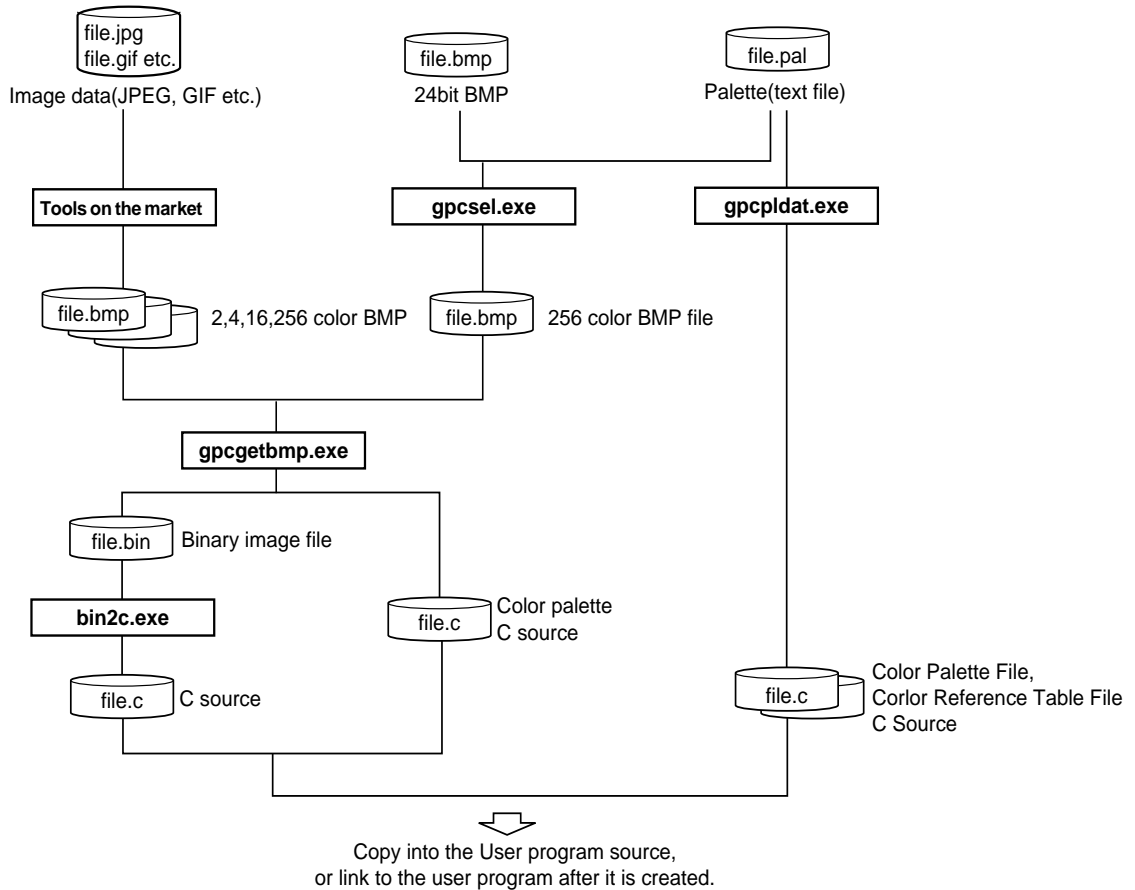 file.jpg
file.gif etc.
Image data(JPEG, GIF etc.)
file.bmp
24bit BMP
file.pal
Palette(text file)
Tools on the market
gpcsel.exe
gpcpldat.exe
file.bmp
2,4,16,256 color BMP
file.bmp
256 color BMP file
gpcgetbmp.exe
file.bin
Binary image file
bin2c.exe
file.c
Color palette
C source
file.c
C source
file.c
Color Palette File,
Corlor Reference Table File
C Source
Copy into the User program source,
or link to the user program after it is created.